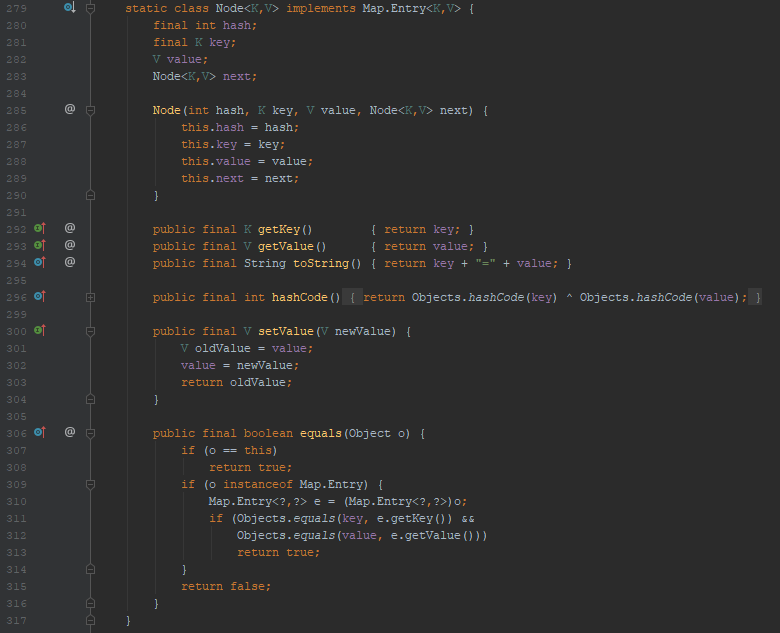 279 static class Node<K,V> implements Map.Entry<K,V> {
280 final int hash;
281 final K key;
282 V value;
283 Node<K,V> next;
284
285 @ Node(int hash, K key, V value, Node<K,V> next) {
286 this.hash = hash;
287 this.key = key;
288 this.value = value;
289 this.next = next;
290 }
291
292 @ public final K getKey() { return key; }
293 @ public final V getValue() { return value; }
294 @ public final String toString() { return key + "=" + value; }
295
296 public final int hashCode() { return Objects.hashCode(key) ^ Objects.hashCode(value); }
299
300 public final V setValue(V newValue) {
301 V oldValue = value;
302 value = newValue;
303 return oldValue;
304 }
305
306 @ public final boolean equals(Object o) {
307 if (o == this)
308 return true;
309 if (o instanceof Map.Entry) {
310 Map.Entry<?,?> e = (Map.Entry<?,?>)o;
311 if (Objects.equals(key, e.getKey()) &&
312 Objects.equals(value, e.getValue()))
313 return true;
314 }
315 return false;
316 }
317 }